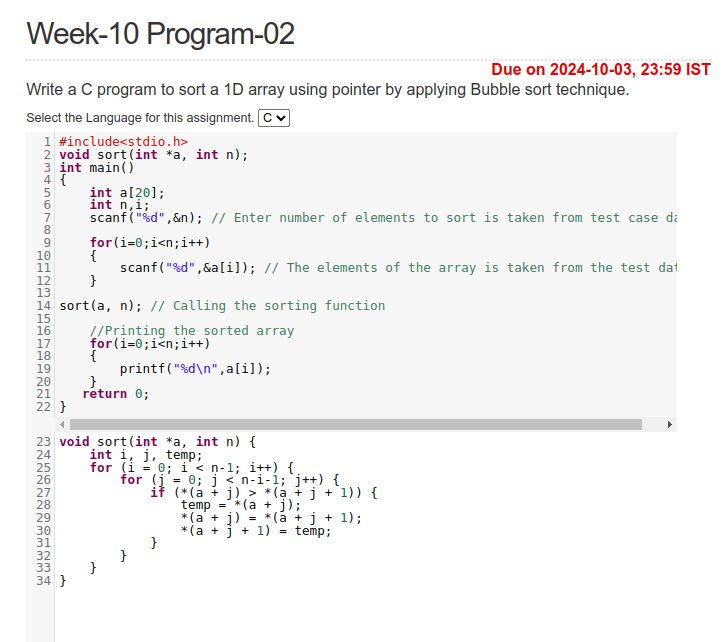 Week-10 Program-02
Due on 2024-10-03, 23:59 IST
Write a C program to sort a 1D array using pointer by applying Bubble sort technique.
Select the Language for this assignment. C
1 #include<stdio.h>
2 void sort(int *a, int n);
3 int main()
4 {
5     int a[20];
6     int n,i;
7     scanf("%d",&n); // Enter number of elements to sort is taken from test case da
8
9     for(i=0;i<n;i++)
10     {
11         scanf("%d",&a[i]); // The elements of the array is taken from the test dat
12     }
13
14 sort(a, n); // Calling the sorting function
15
16     //Printing the sorted array
17     for(i=0;i<n;i++)
18     {
19         printf("%d\n",a[i]);
20     }
21    return 0;
22 }
23 void sort(int *a, int n) {
24     int i, j, temp;
25     for (i = 0; i < n-1; i++) {
26         for (j = 0; j < n-i-1; j++) {
27             if (*(a + j) > *(a + j + 1)) {
28                 temp = *(a + j);
29                 *(a + j) = *(a + j + 1);
30                 *(a + j + 1) = temp;
31             }
32         }
33     }
34 }